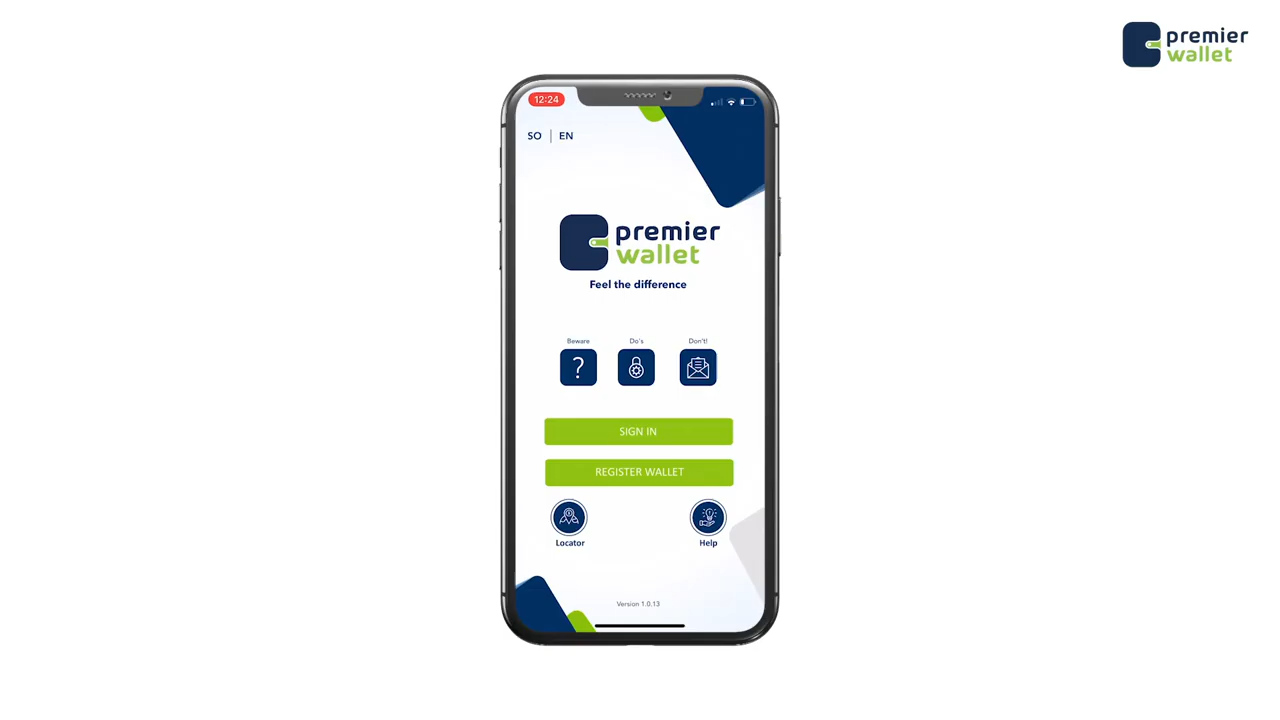 premier
wallet
12:24
SO | EN
premier
wallet
Feel the difference
Beware
Do's
Don't!
SIGN IN
REGISTER WALLET
Locator
Help
Version 1.0.13